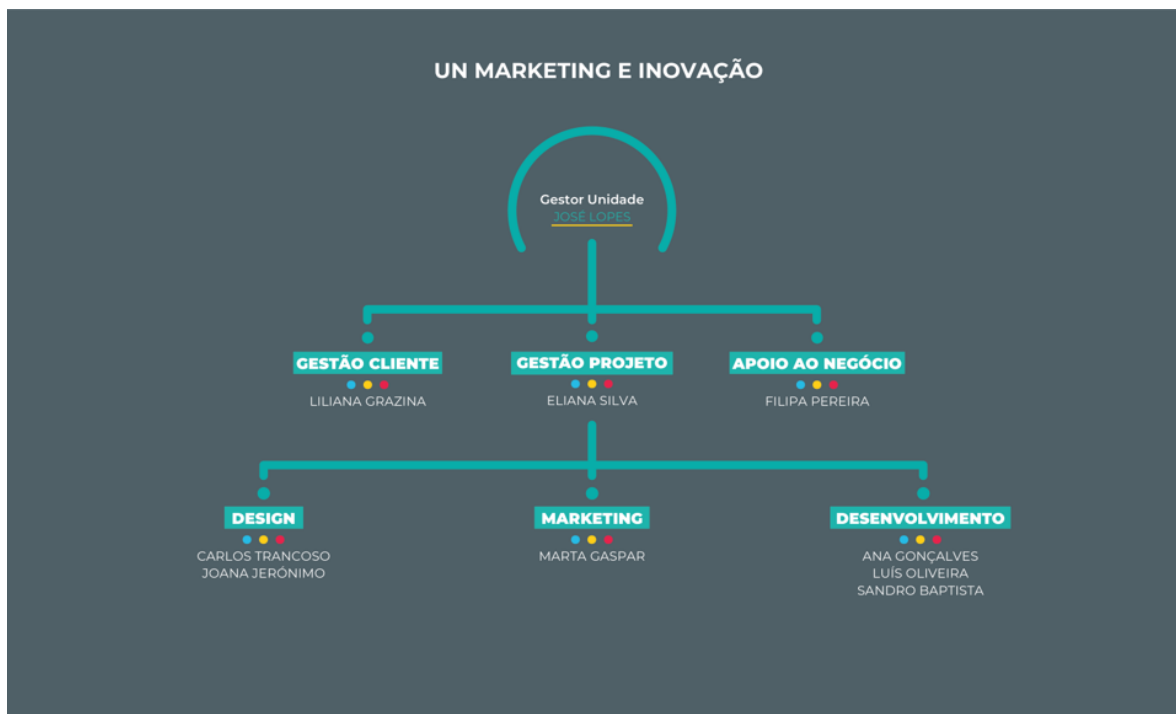 UN MARKETING E INOVAÇÃO
Gestor Unidade
JOSÉ LOPES
GESTÃO CLIENTE
LILIANA GRAZINA
GESTÃO PROJETO
ELIANA SILVA
APOIO AO NEGÓCIO
FILIPA PEREIRA
DESIGN
CARLOS TRANCOSO
JOANA JERÓNIMO
MARKETING
MARTA GASPAR
DESENVOLVIMENTO
ANA GONÇALVES
LUÍS OLIVEIRA
SANDRO BAPTISTA